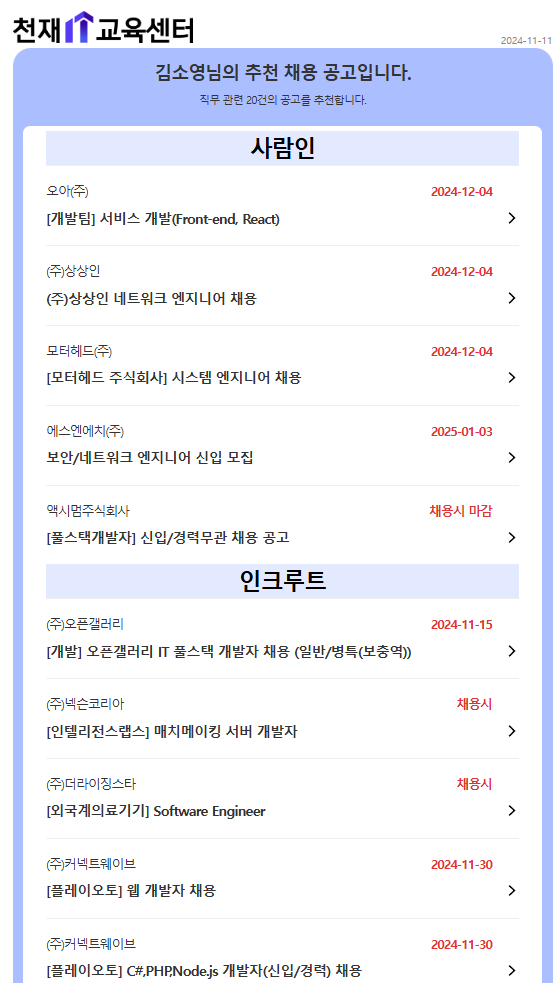 천재IT교육센터
2024-11-11
김소영님의 추천 채용 공고입니다.
직무 관련 20건의 공고를 추천합니다.
사람인
오아(주)
2024-12-04
[개발팀] 서비스 개발(Front-end, React)
(주)상상인
2024-12-04
(주)상상인 네트워크 엔지니어 채용
모터헤드(주)
2024-12-04
[모터헤드 주식회사] 시스템 엔지니어 채용
에스엔에치(주)
2025-01-03
보안/네트워크 엔지니어 신입 모집
액시멈주식회사
채용시 마감
[풀스택개발자] 신입/경력무관 채용 공고
인크루트
(주)오픈갤러리
2024-11-15
[개발] 오픈갤러리 IT 풀스택 개발자 채용 (일반/병특(보충역))
(주)넥슨코리아
채용시
[인텔리전스랩스] 매치메이킹 서버 개발자
(주)더라이징스타
채용시
[외국계의료기기] Software Engineer
(주)커넥트웨이브
2024-11-30
[플레이오토] 웹 개발자 채용
(주)커넥트웨이브
2024-11-30
[플레이오토] C#,PHP,Node.js 개발자(신입/경력) 채용